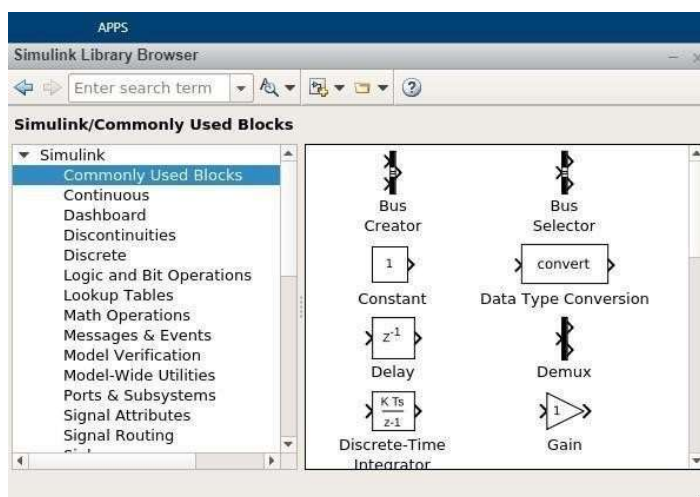 APPS
Simulink Library Browser
Enter search term
Simulink/Commonly Used Blocks
Simulink
Commonly Used Blocks
Continuous
Dashboard
Discontinuities
Discrete
Logic and Bit Operations
Lookup Tables
Math Operations
Messages & Events
Model Verification
Model-Wide Utilities
Ports & Subsystems
Signal Attributes
Signal Routing
Bus
Creator
Bus
Selector
1
Constant
convert
Data Type Conversion
z-1
Delay
Demux
K Ts
z-1
Discrete-Time
Integrator
1
Gain